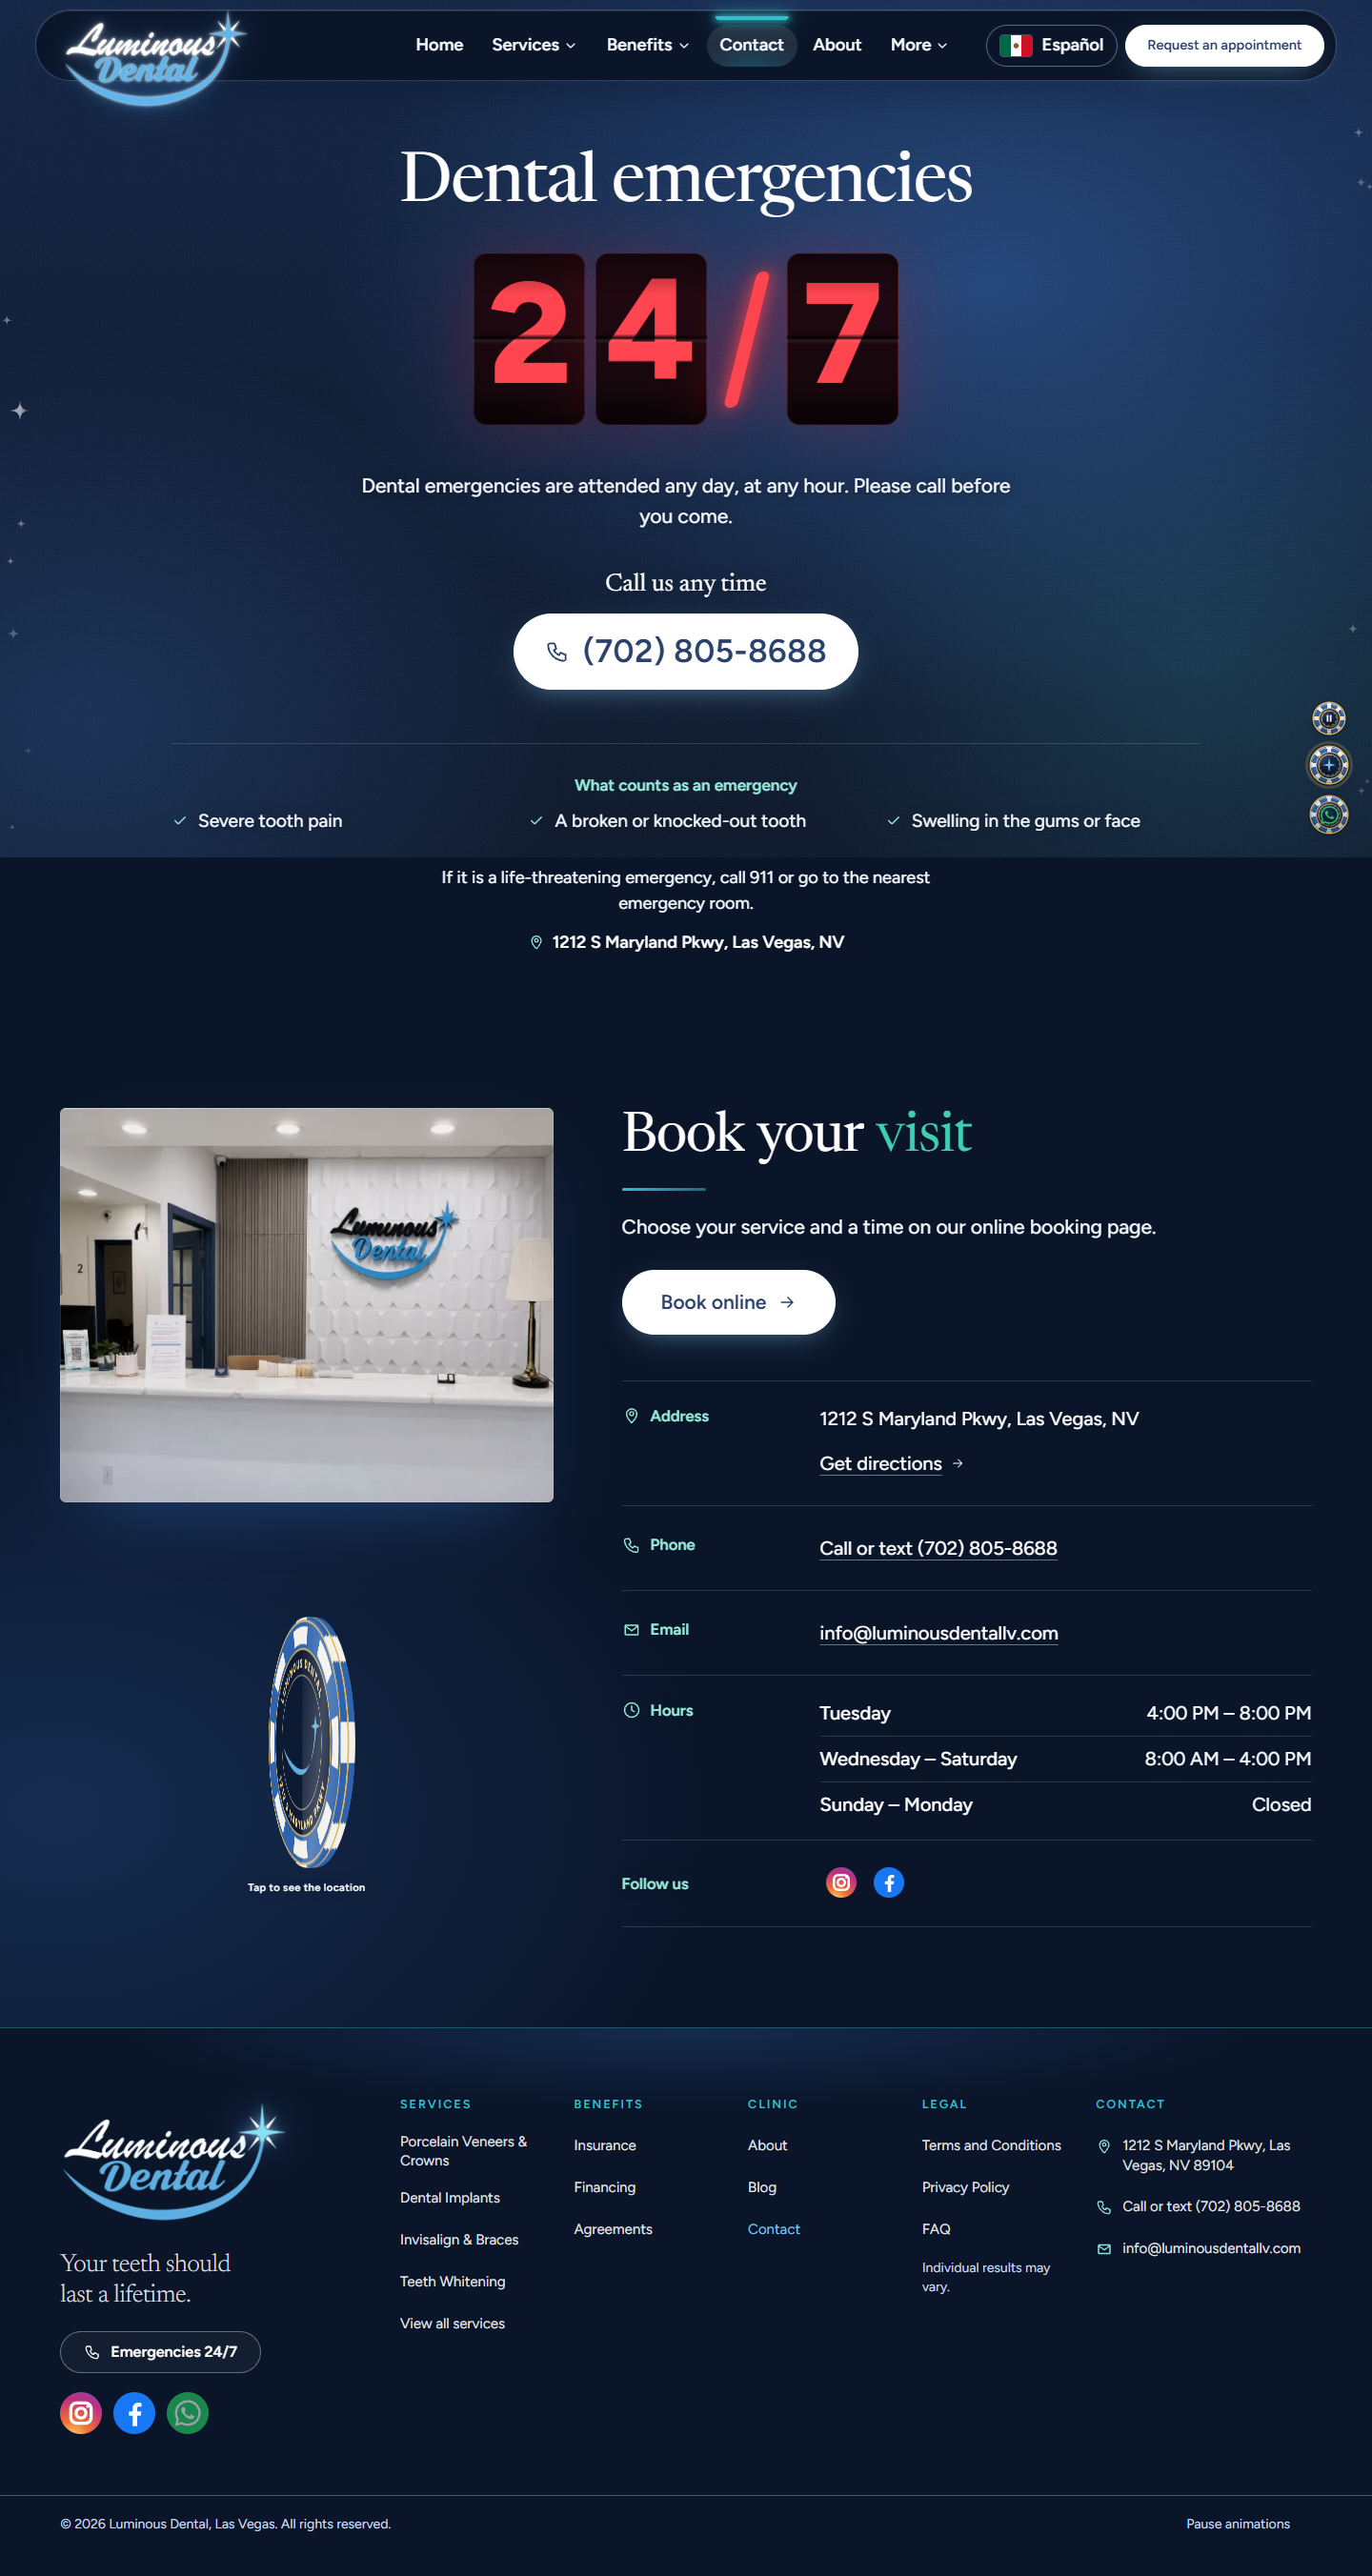 Luminous
Dental
Home
Services
Benefits
Contact
About
More
Español
Request an appointment
Dental emergencies
24/7
Dental emergencies are attended any day, at any hour. Please call before
you come.
Call us any time
(702) 805-8688
What counts as an emergency
Severe tooth pain
A broken or knocked-out tooth
Swelling in the gums or face
If it is a life-threatening emergency, call 911 or go to the nearest
emergency room.
1212 S Maryland Pkwy, Las Vegas, NV
Luminous
Dental
2
Book your visit
Choose your service and a time on our online booking page.
Book online
Address
1212 S Maryland Pkwy, Las Vegas, NV
Get directions
Phone
Call or text (702) 805-8688
Email
info@luminousdentallv.com
Hours
Tuesday
4:00 PM – 8:00 PM
Wednesday – Saturday
8:00 AM – 4:00 PM
Sunday – Monday
Closed
Follow us
LUMINOUS DENTAL
MARYLAND PKWY
Tap to see the location
Luminous
Dental
Your teeth should
last a lifetime.
Emergencies 24/7
SERVICES
Porcelain Veneers &
Crowns
Dental Implants
Invisalign & Braces
Teeth Whitening
View all services
BENEFITS
Insurance
Financing
Agreements
CLINIC
About
Blog
Contact
LEGAL
Terms and Conditions
Privacy Policy
FAQ
Individual results may
vary.
CONTACT
1212 S Maryland Pkwy, Las
Vegas, NV 89104
Call or text (702) 805-8688
info@luminousdentallv.com
© 2026 Luminous Dental, Las Vegas. All rights reserved.
Pause animations